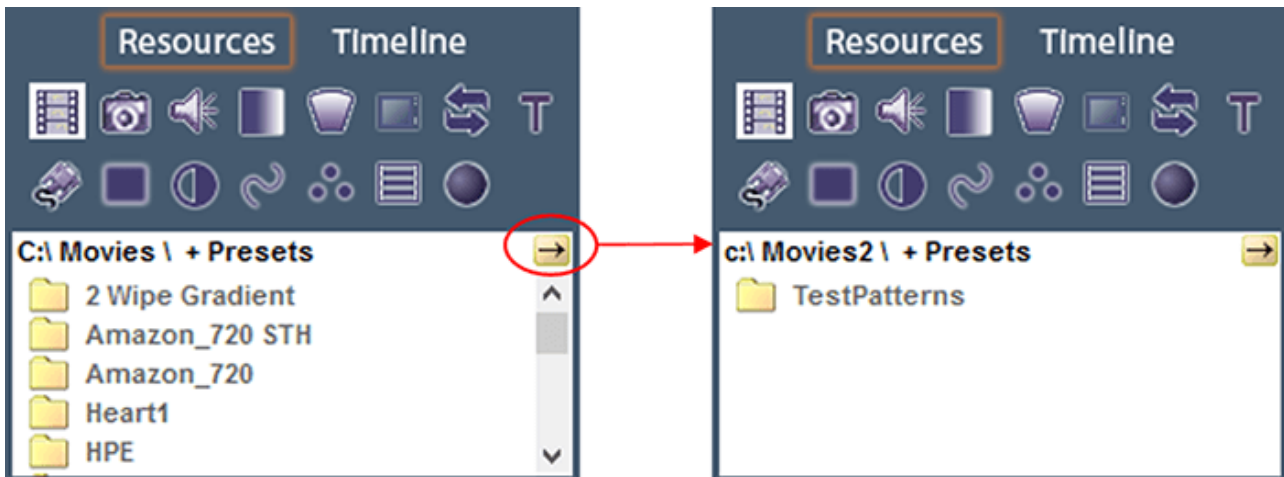 Resources Timeline
T
C:\ Movies \ + Presets
2 Wipe Gradient
Amazon_720 STH
Amazon_720
Heart1
HPE
Resources Timeline
T
c:\ Movies2 \ + Presets
TestPatterns